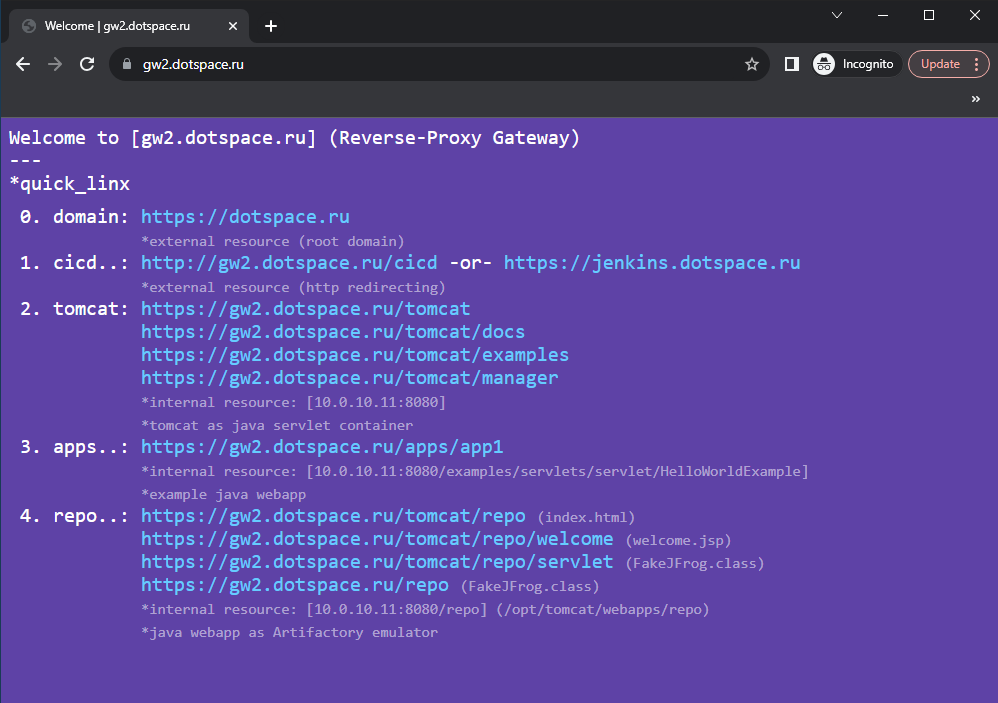 Welcome | gw2.dotspace.ru
gw2.dotspace.ru
Incognito
Update
Welcome to [gw2.dotspace.ru] (Reverse-Proxy Gateway)
---
*quick_linx
0. domain: https://dotspace.ru
*external resource (root domain)
1. cicd..: http://gw2.dotspace.ru/cicd -or- https://jenkins.dotspace.ru
*external resource (http redirecting)
2. tomcat: https://gw2.dotspace.ru/tomcat
https://gw2.dotspace.ru/tomcat/docs
https://gw2.dotspace.ru/tomcat/examples
https://gw2.dotspace.ru/tomcat/manager
*internal resource: [10.0.10.11:8080]
*tomcat as java servlet container
3. apps..: https://gw2.dotspace.ru/apps/app1
*internal resource: [10.0.10.11:8080/examples/servlets/servlet/HelloWorldExample]
*example java webapp
4. repo..: https://gw2.dotspace.ru/tomcat/repo (index.html)
https://gw2.dotspace.ru/tomcat/repo/welcome (welcome.jsp)
https://gw2.dotspace.ru/tomcat/repo/servlet (FakeJFrog.class)
https://gw2.dotspace.ru/repo (FakeJFrog.class)
*internal resource: [10.0.10.11:8080/repo] (/opt/tomcat/webapps/repo)
*java webapp as Artifactory emulator